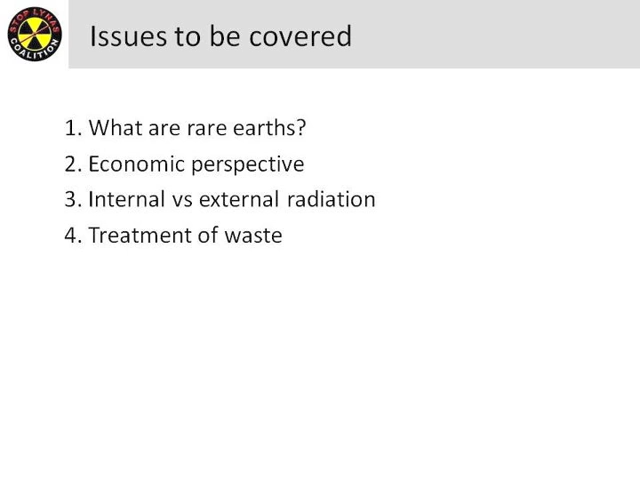 STOP LYNAS
COALITION
Issues to be covered
1. What are rare earths?
2. Economic perspective
3. Internal vs external radiation
4. Treatment of waste